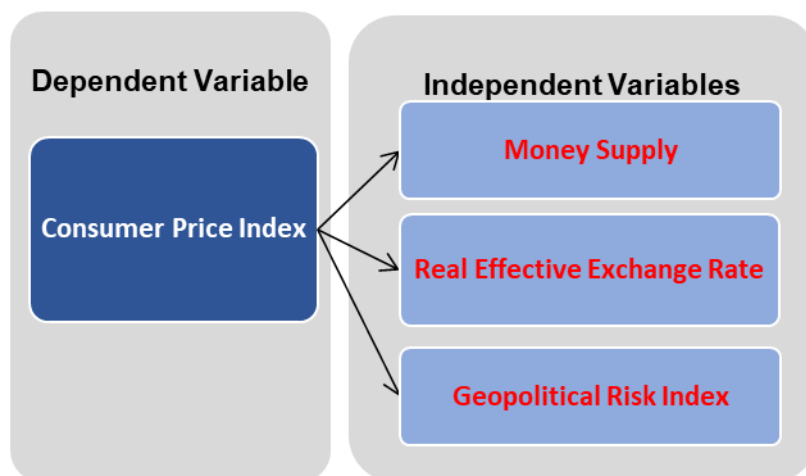 Dependent Variable
Consumer Price Index
Independent Variables
Money Supply
Real Effective Exchange Rate
Geopolitical Risk Index